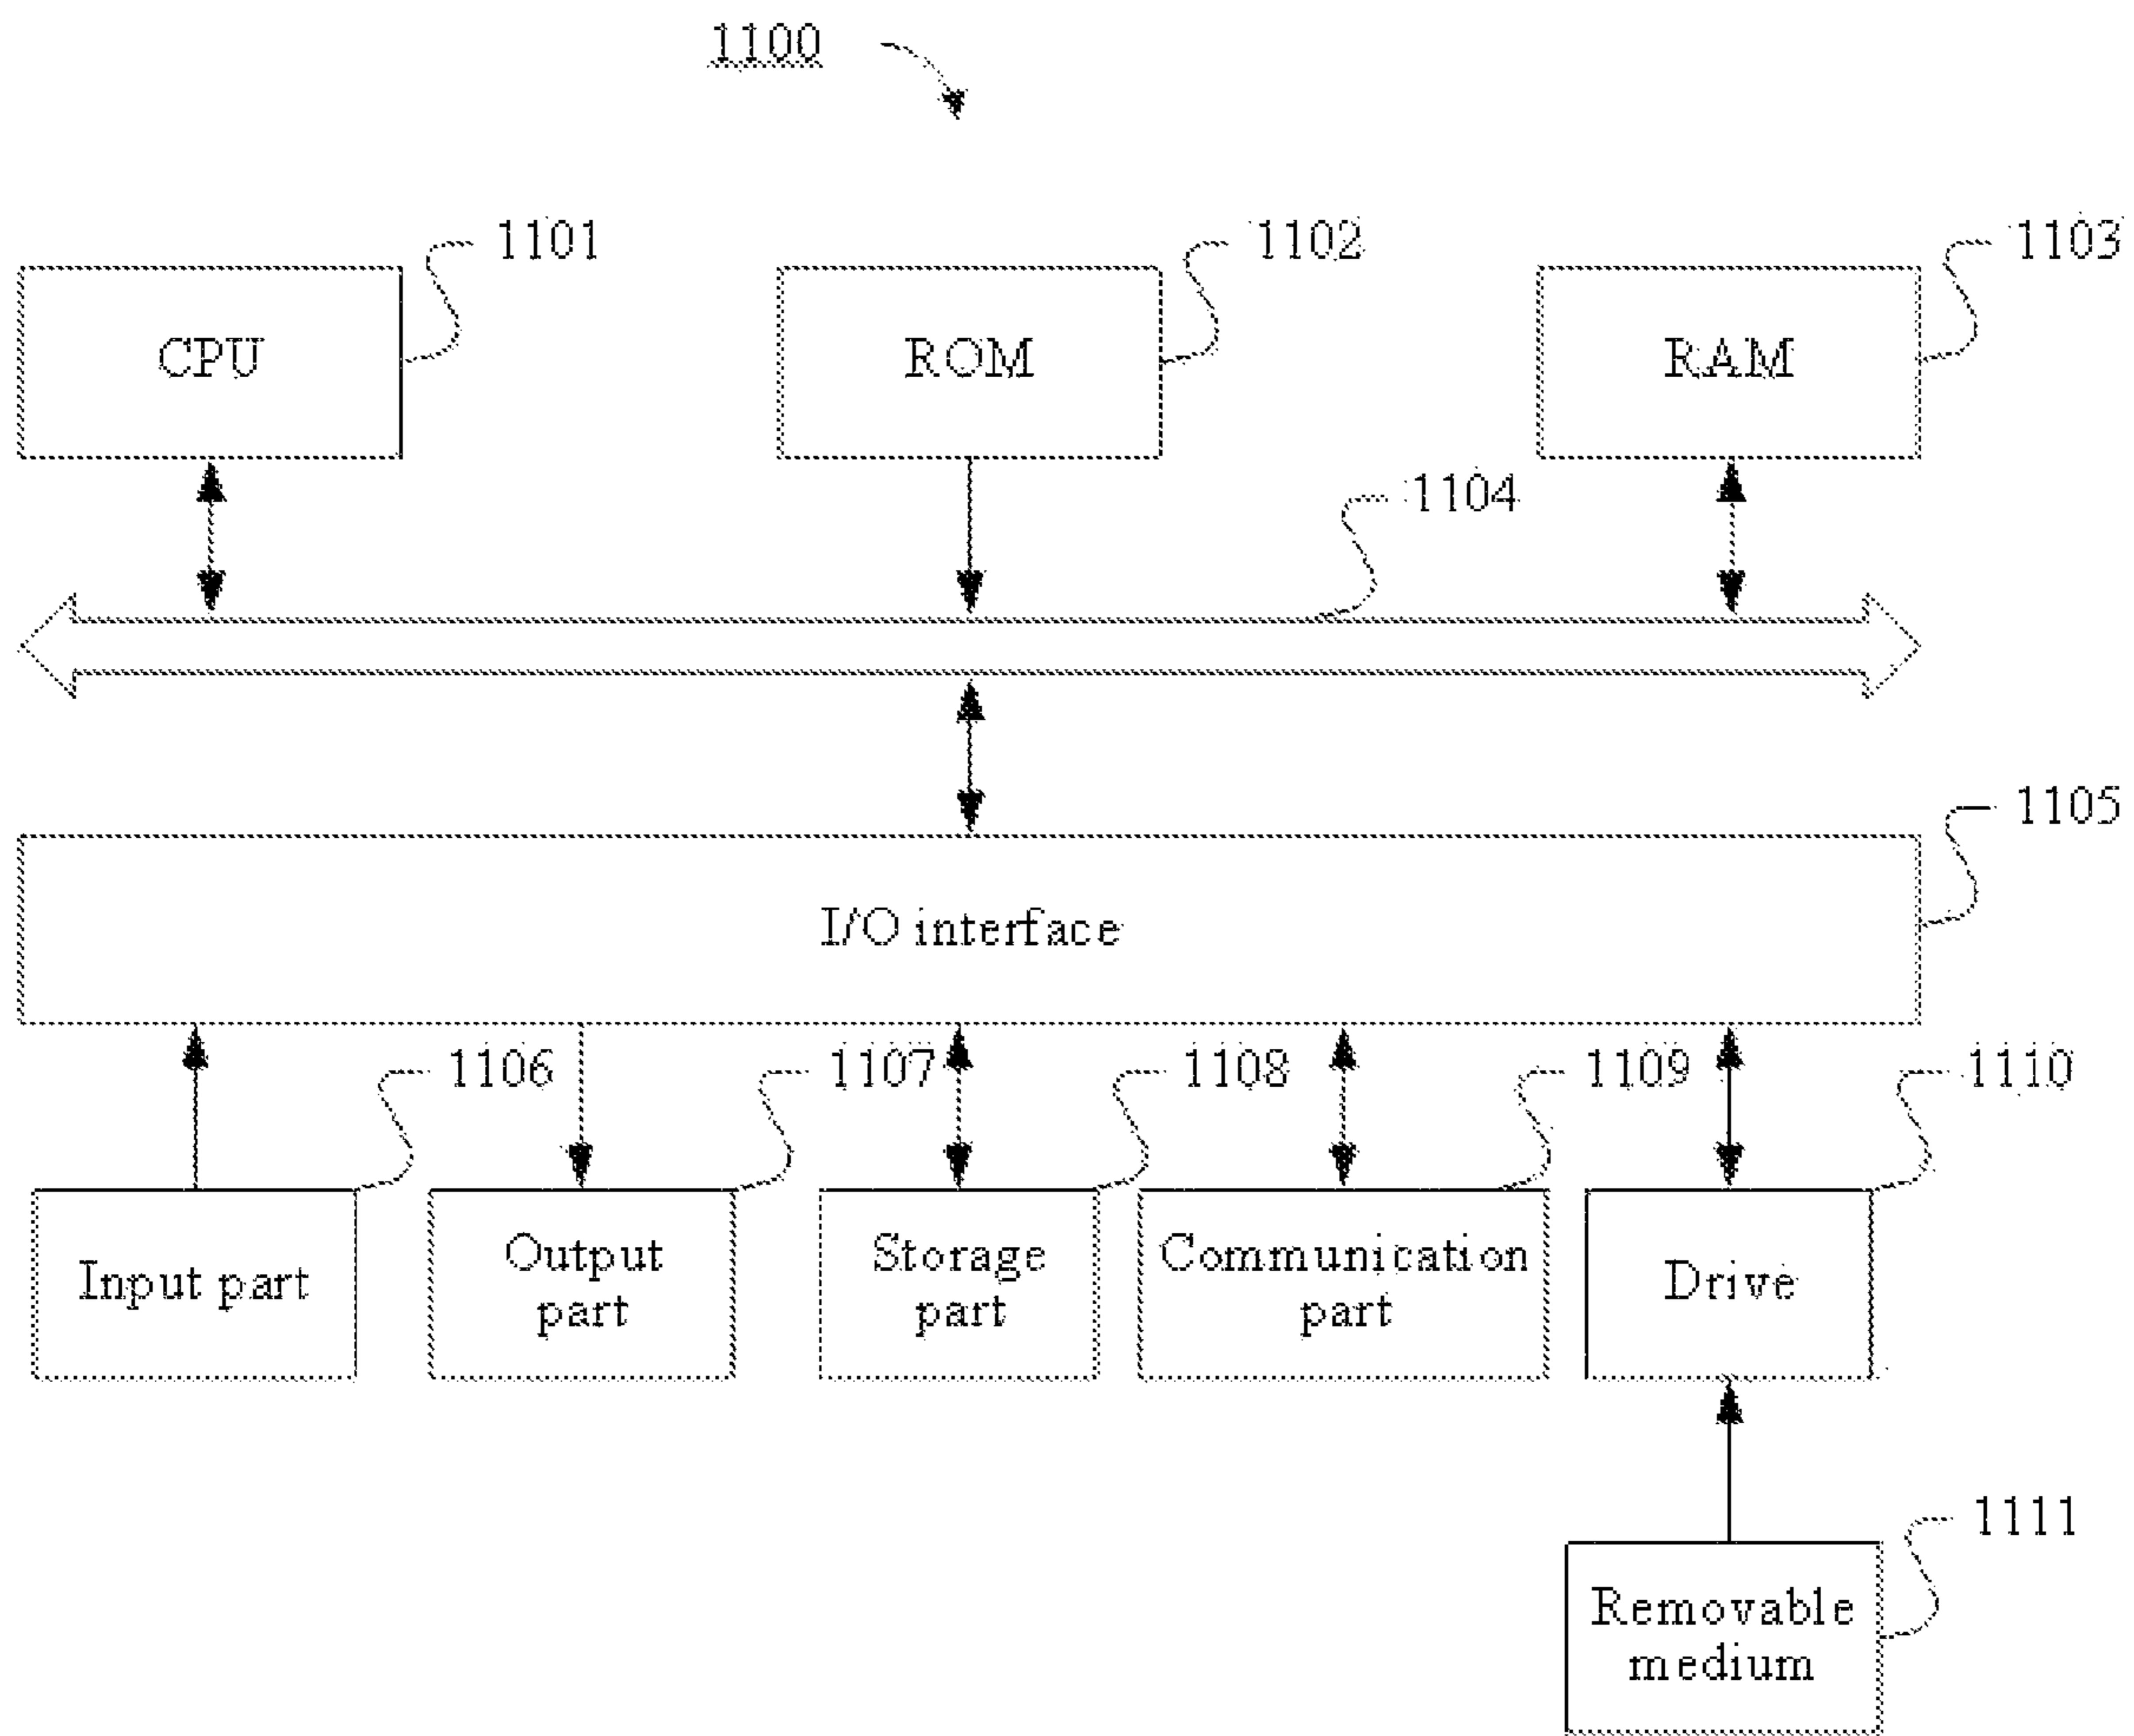 1100
1101
1102
1103
CPU
ROM
RAM
1104
1105
I/O interface
1106
1107
1108
1109
1110
Input part
Output
part
Storage
part
Communication
part
Drive
1111
Removable
medium